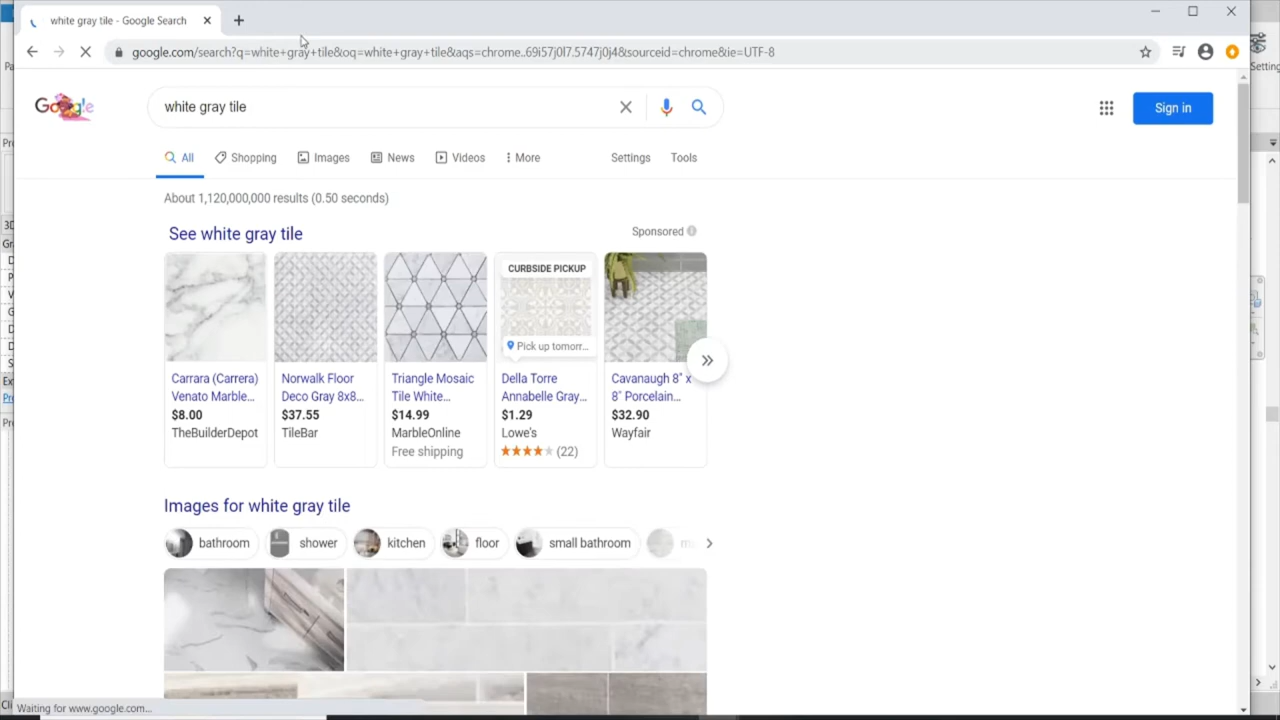 white gray tile - Google Search
google.com/search?q=white+gray+tile&oq=white+gray+tile&aqs=chrome..69i57j0l7.5747j0j4&sourceid=chrome&ie=UTF-8
Setting
Google
white gray tile
Sign in
All Shopping Images News Videos More Settings Tools
About 1,120,000,000 results (0.50 seconds)
See white gray tile Sponsored
CURBSIDE PICKUP
Pick up tomorr...
Carrara (Carrera) Norwalk Floor Triangle Mosaic Della Torre Cavanaugh 8" x
Venato Marble... Deco Gray 8x8... Tile White... Annabelle Gray... 8" Porcelain...
$8.00 $37.55 $14.99 $1.29 $32.90
TheBuilderDepot TileBar MarbleOnline Lowe's Wayfair
Free shipping (22)
Images for white gray tile
bathroom shower kitchen floor small bathroom
Waiting for www.google.com...